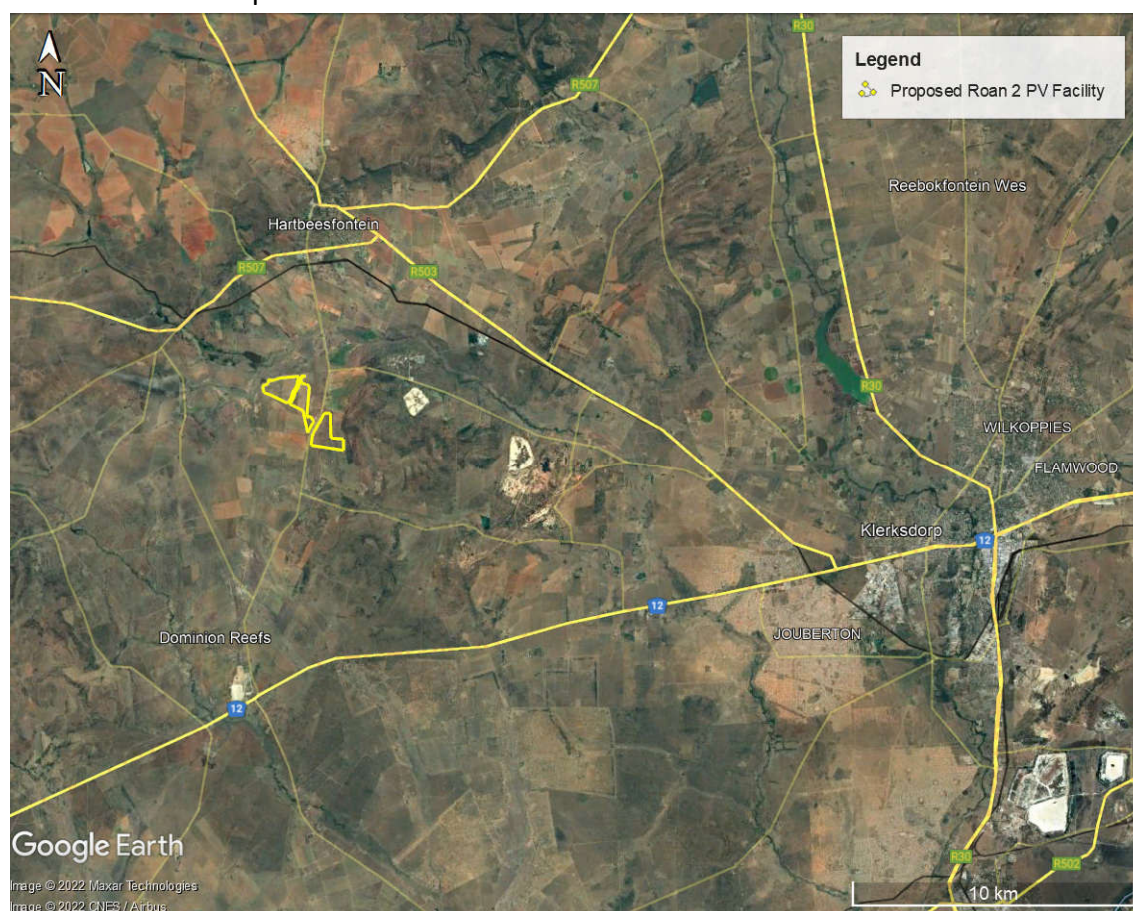 N
Legend
Proposed Roan 2 PV Facility
R30
R507
Reebokfontein Wes
Hartbeesfontein
R507
R503
R30
WILKOPPIES
FLAMWOOD
Klerksdorp
12
12
Dominion Reefs
JOUBERTON
12
Google Earth
R30
R502
Image © 2022 Maxar Technologies
Image © 2022 CNES / Airbus
10 km